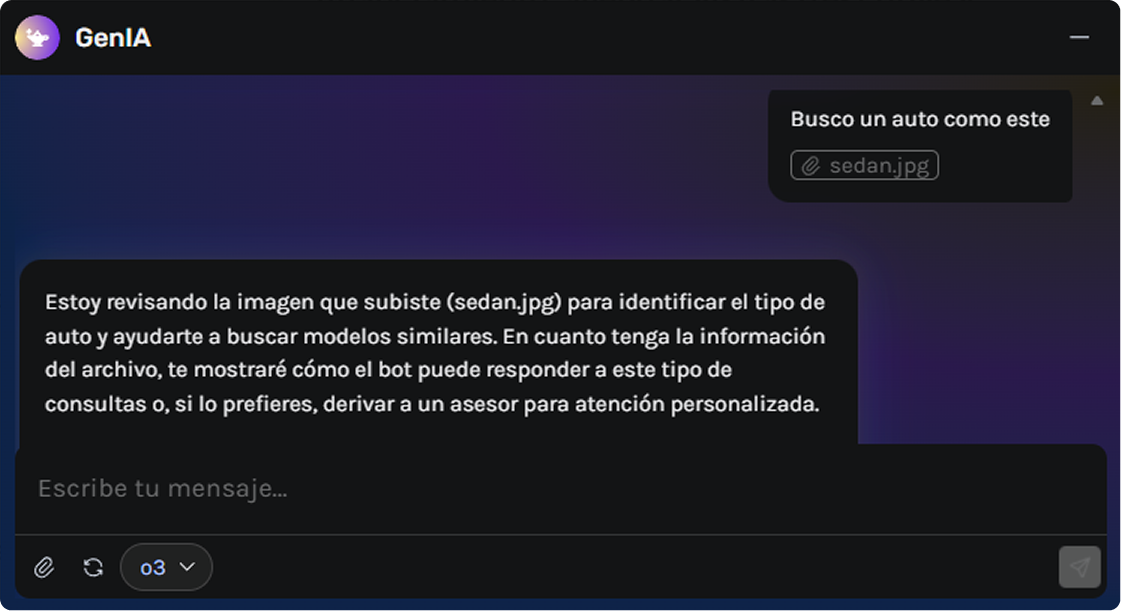 GenIA
Busco un auto como este
sedan.jpg
Estoy revisando la imagen que subiste (sedan.jpg) para identificar el tipo de
auto y ayudarte a buscar modelos similares. En cuanto tenga la información
del archivo, te mostraré cómo el bot puede responder a este tipo de
consultas o, si lo prefieres, derivar a un asesor para atención personalizada.
Escribe tu mensaje...
o3